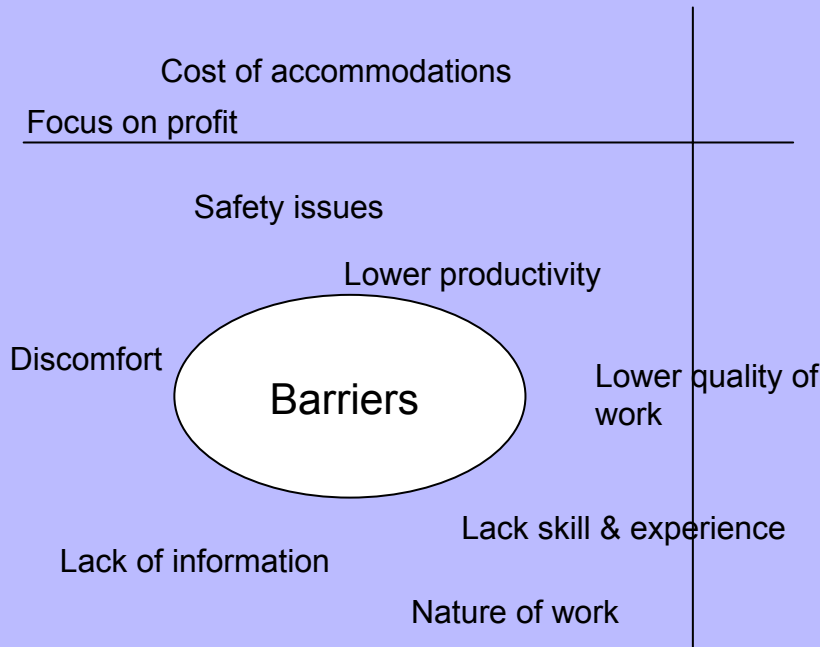 Cost of accommodations
Focus on profit
Safety issues
Lower productivity
Discomfort
Barriers
Lower quality of
work
Lack skill & experience
Lack of information
Nature of work